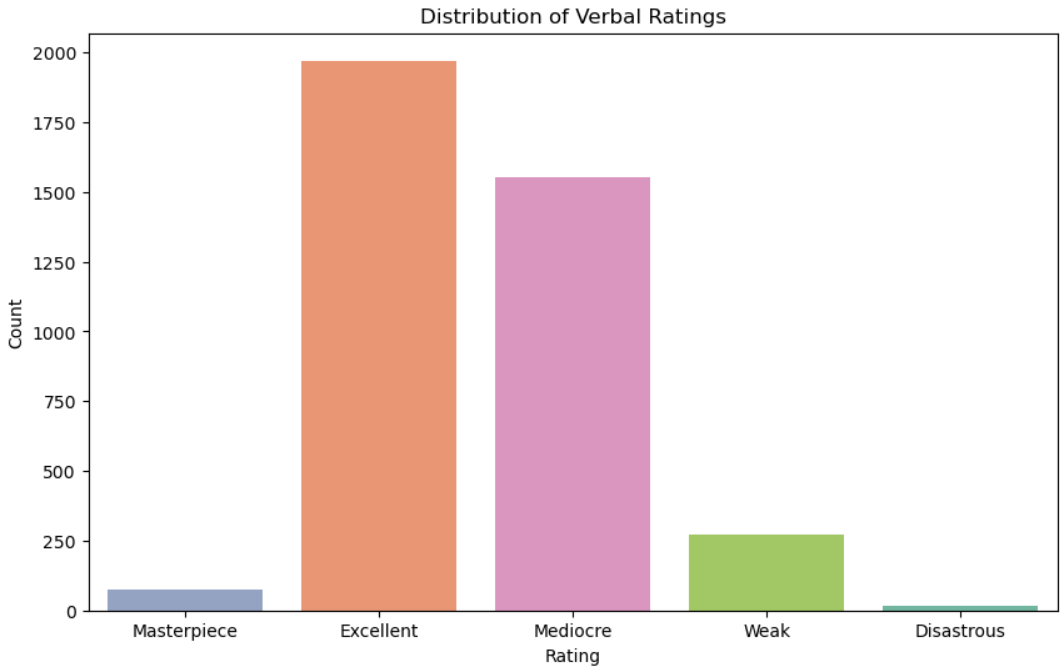 Distribution of Verbal Ratings
2000
1750
1500
1250
1000
750
500
250
0
Count
Masterpiece Excellent Mediocre Weak Disastrous
Rating